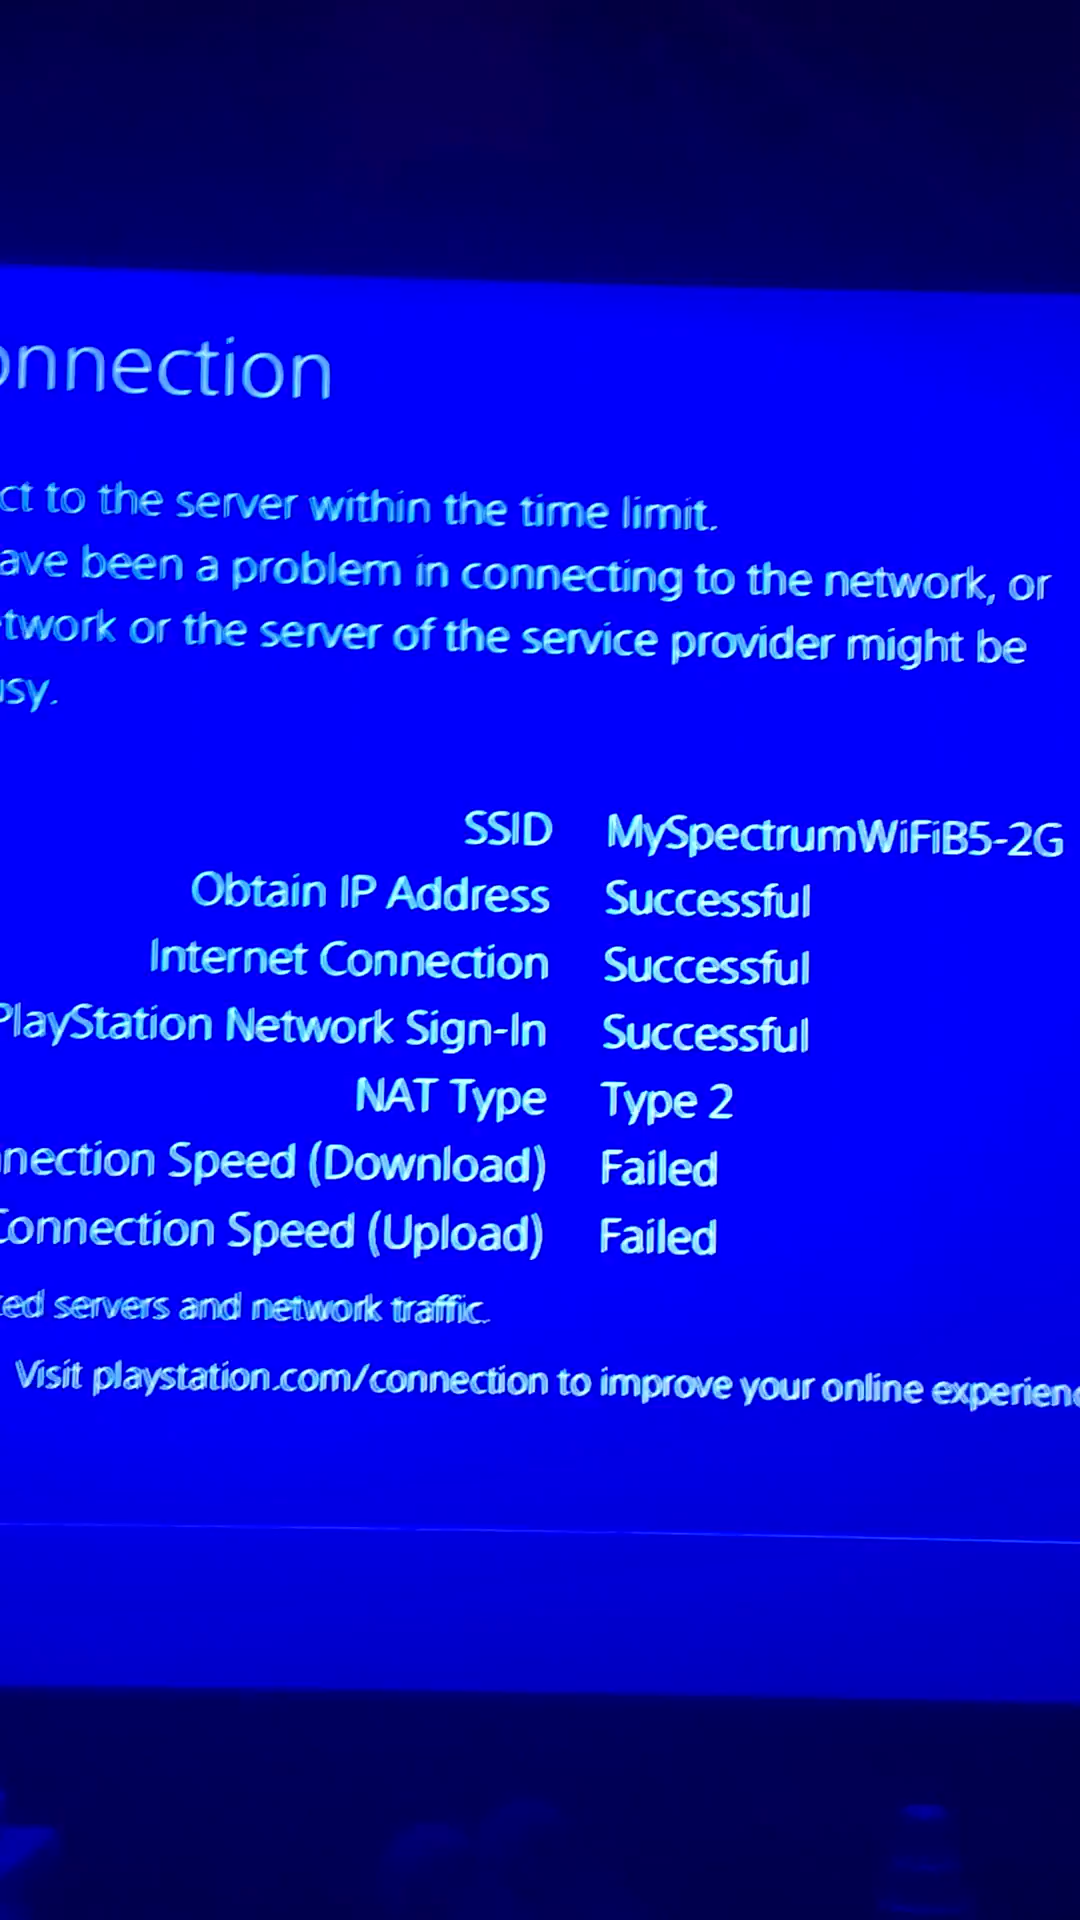 onnection
ct to the server within the time limit.
ave been a problem in connecting to the network, or
twork or the server of the service provider might be
usy.
SSID MySpectrumWiFiB5-2G
Obtain IP Address Successful
Internet Connection Successful
PlayStation Network Sign-In Successful
NAT Type Type 2
nnection Speed (Download) Failed
Connection Speed (Upload) Failed
ted servers and network traffic.
Visit playstation.com/connection to improve your online experienc